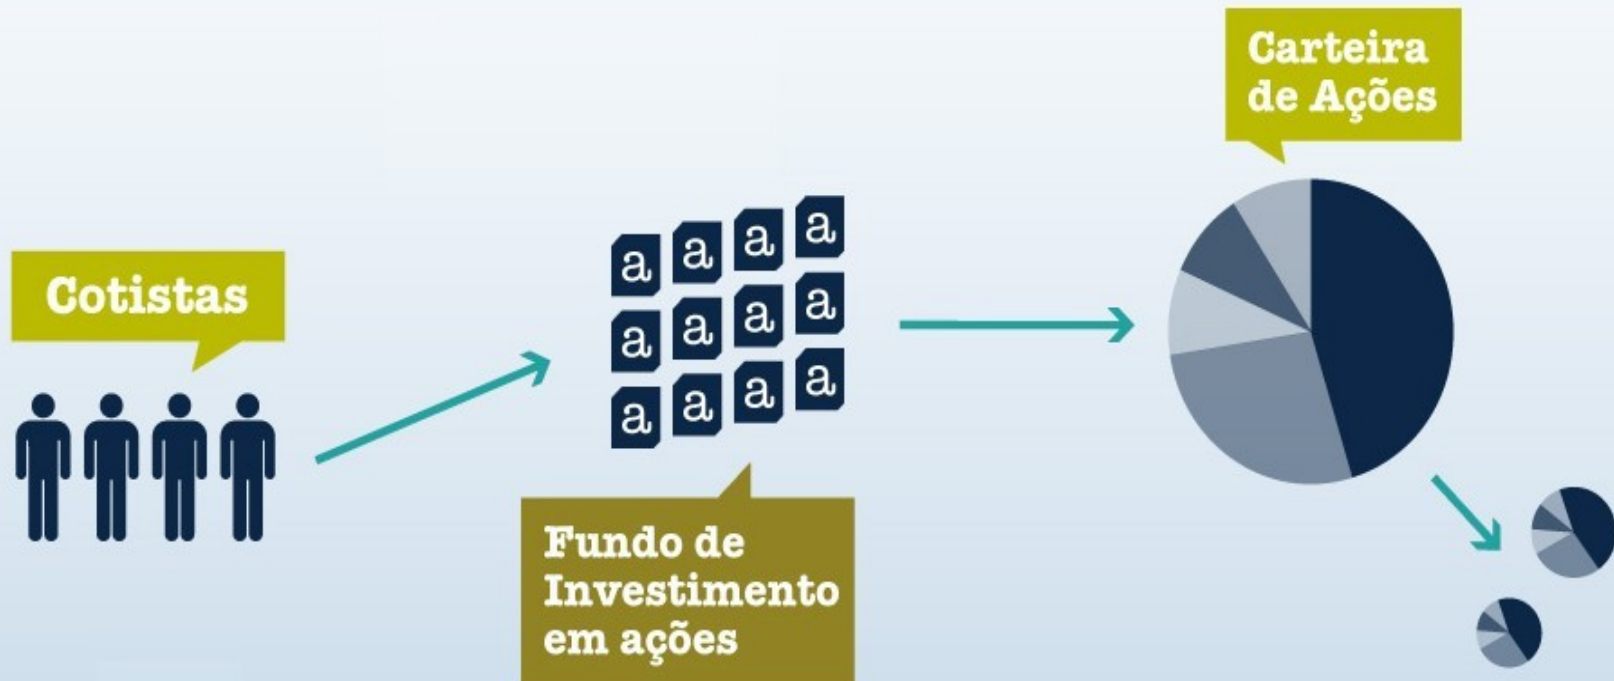 Carteira
de Ações
Cotistas
a a a a
a a a a
a a a a
Fundo de
Investimento
em ações